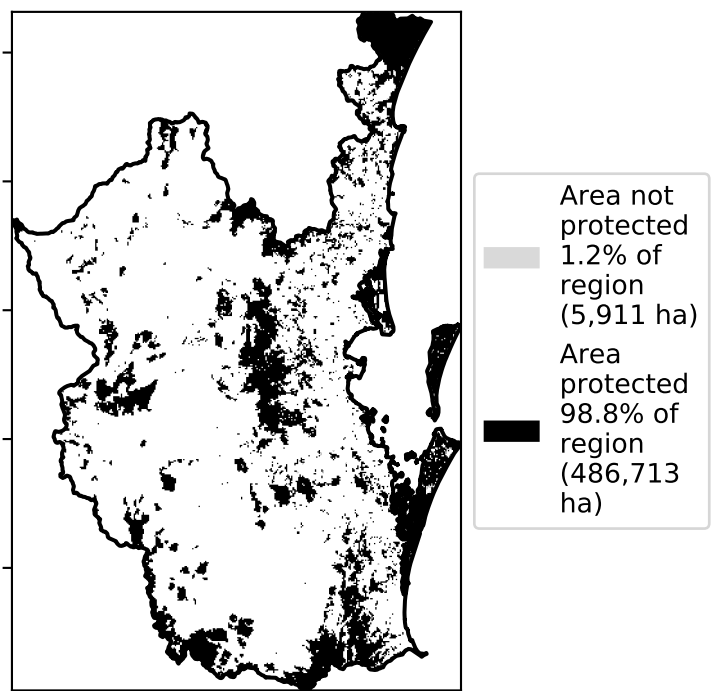 Area not
protected
1.2% of
region
(5,911 ha)
Area
protected
98.8% of
region
(486,713
ha)